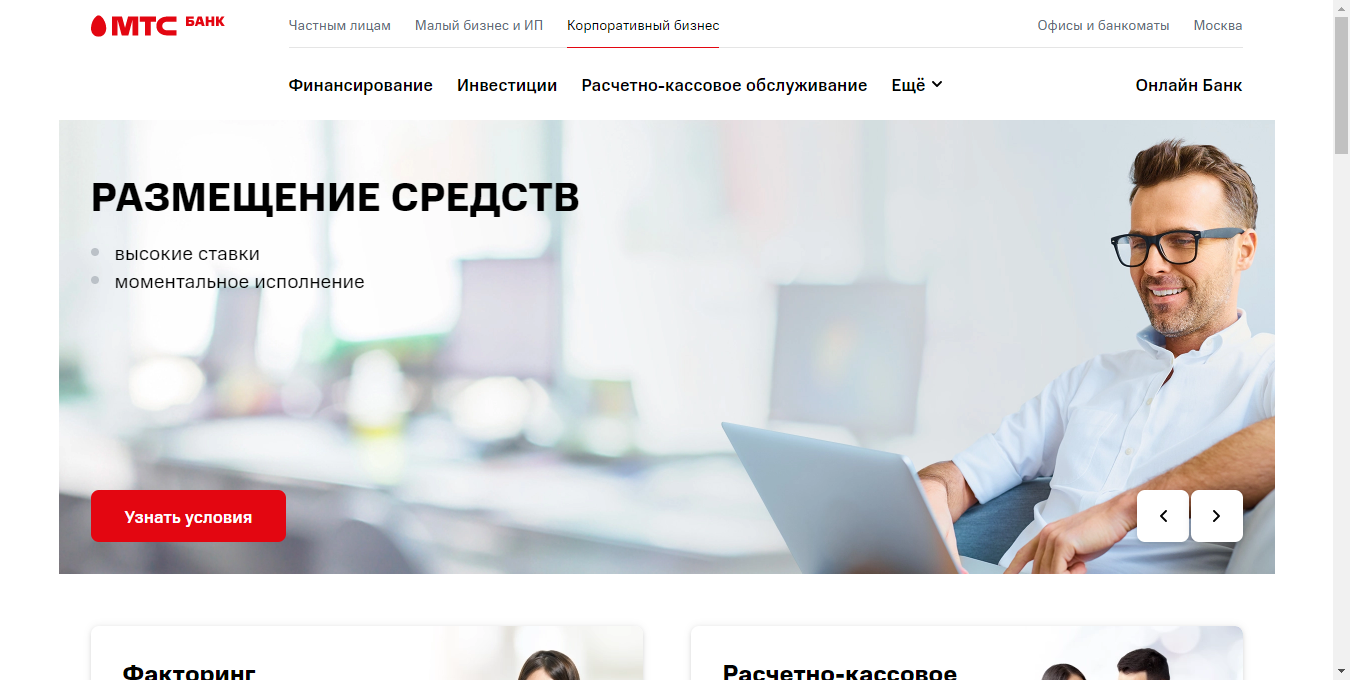 МТС БАНК
Частным лицам
Малый бизнес и ИП
Корпоративный бизнес
Офисы и банкоматы
Москва
Финансирование
Инвестиции
Расчетно-кассовое обслуживание
Ещё
Онлайн Банк
РАЗМЕЩЕНИЕ СРЕДСТВ
высокие ставки
моментальное исполнение
Узнать условия
Факторинг
Расчетно-кассовое